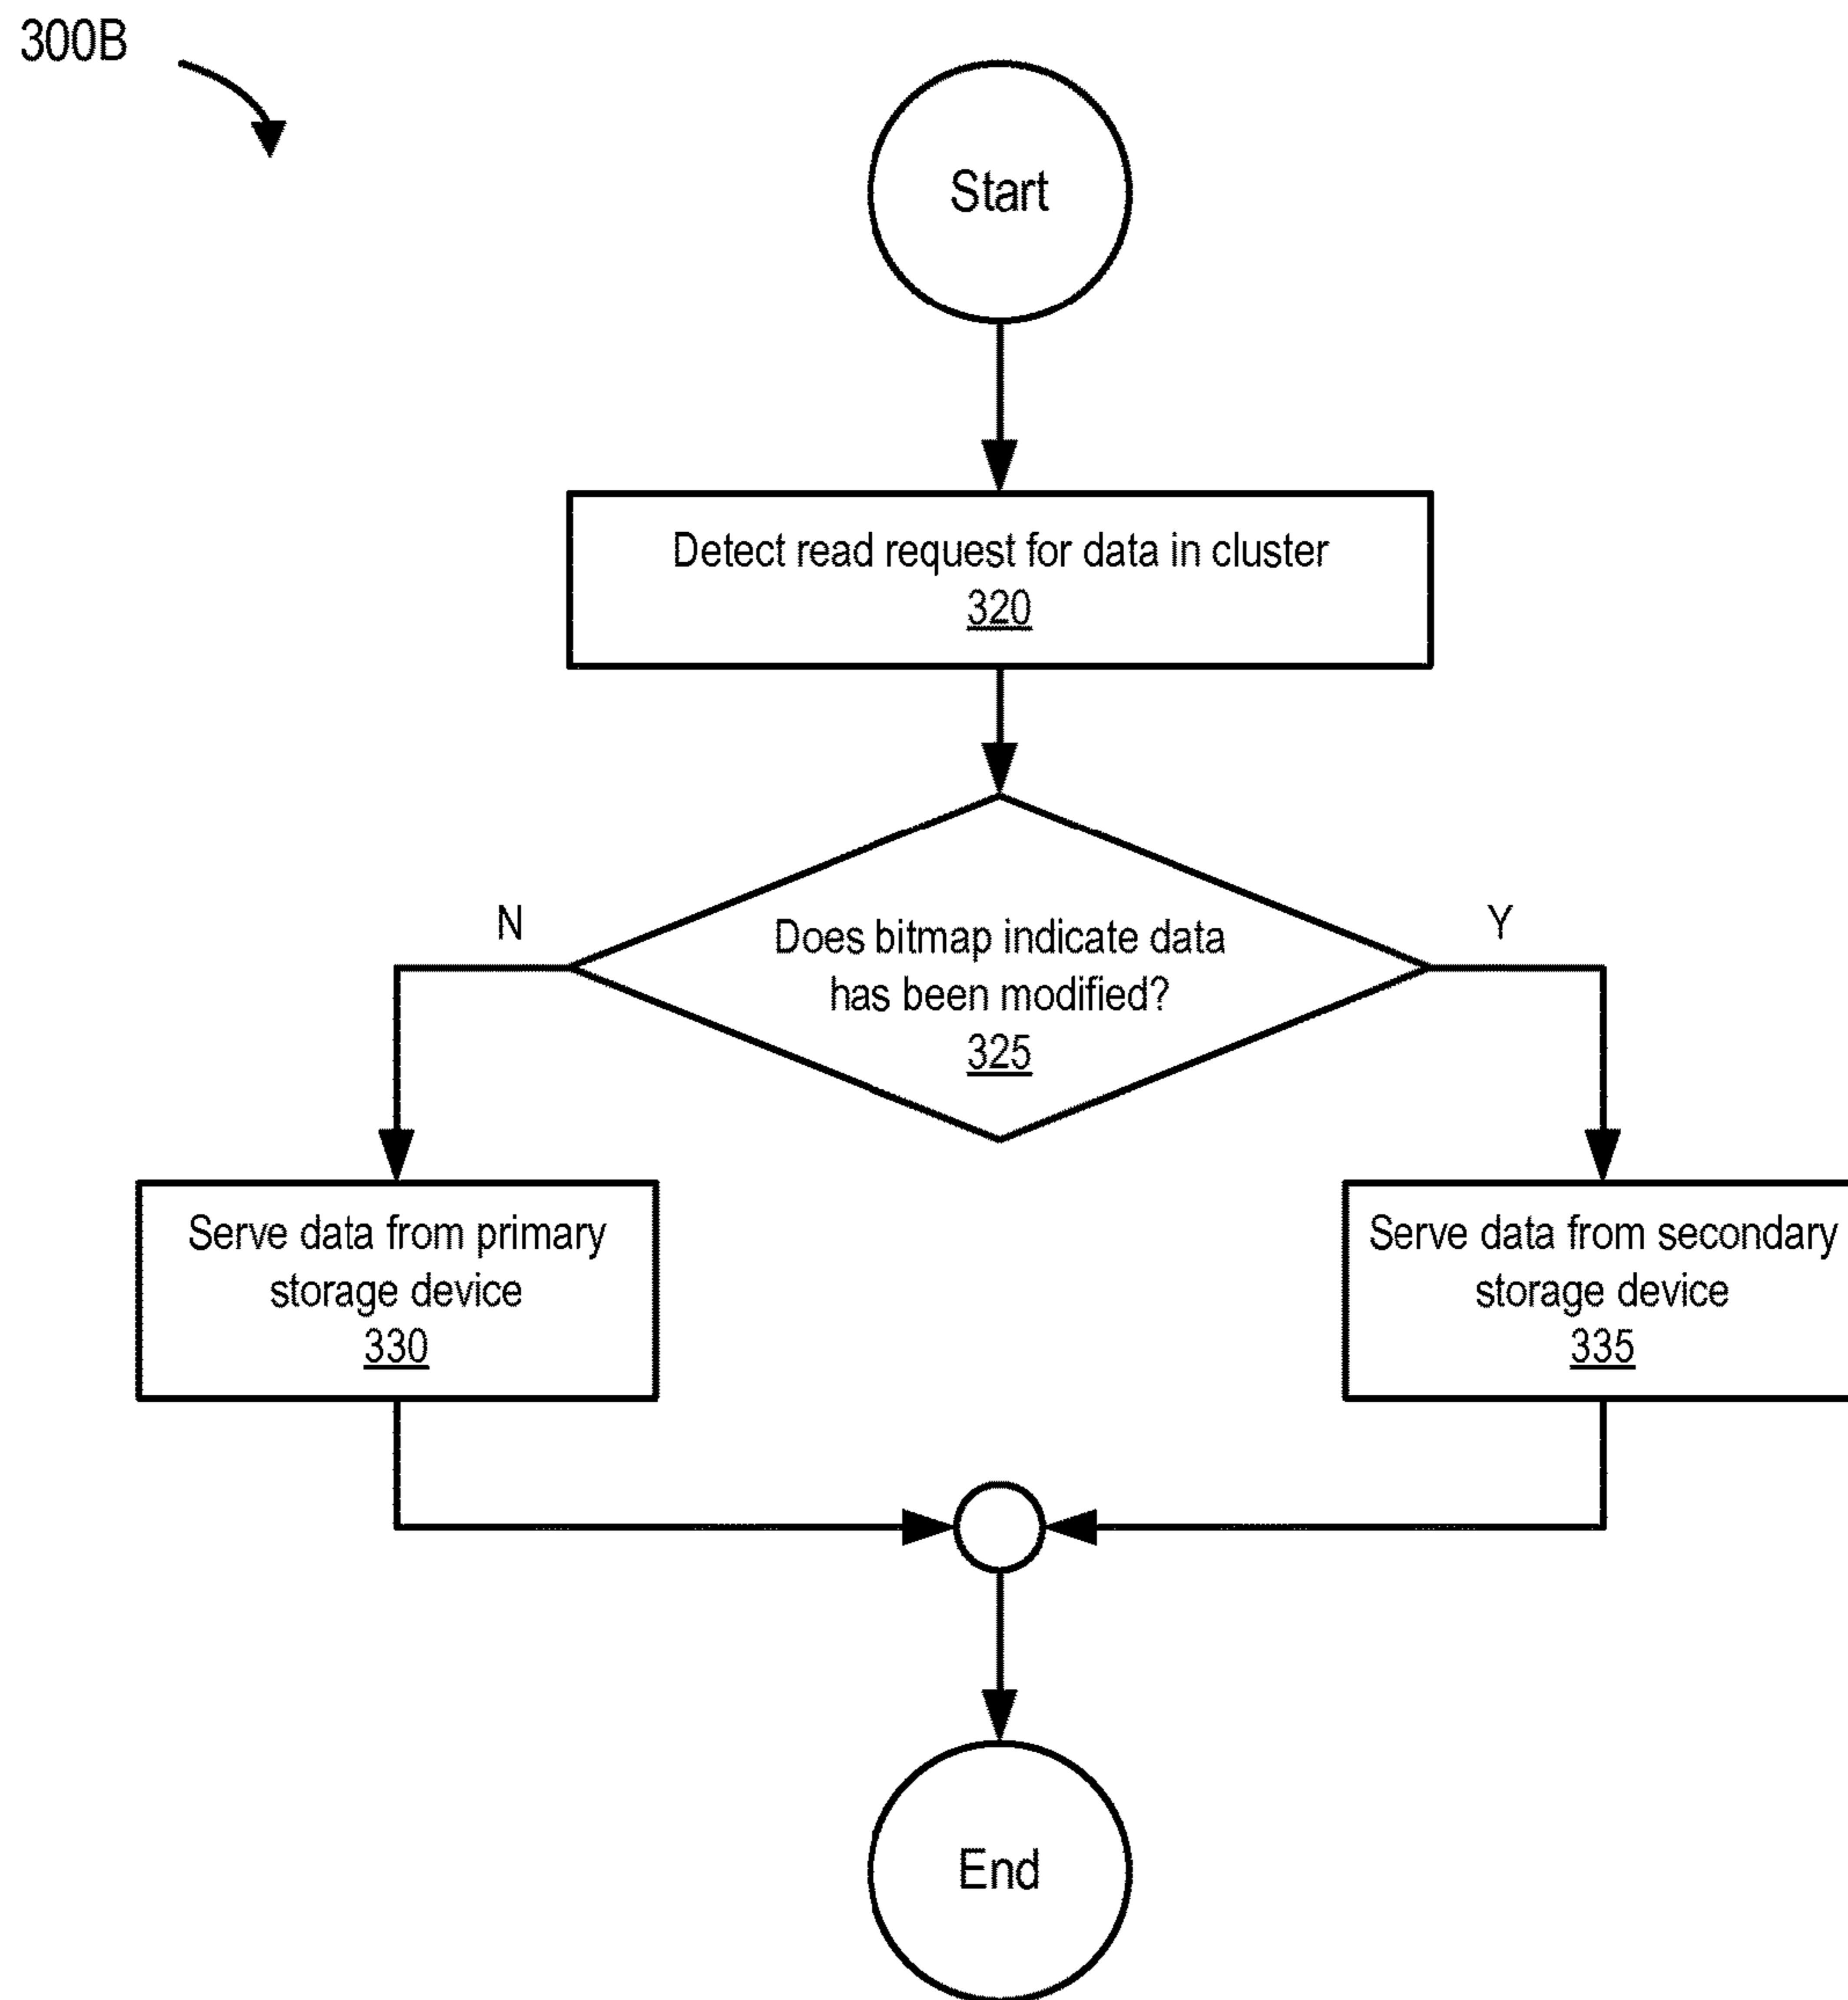 300B
Start
Detect read request for data in cluster
320
N
Y
Does bitmap indicate data
has been modified?
325
Serve data from primary
storage device
330
Serve data from secondary
storage device
335
End